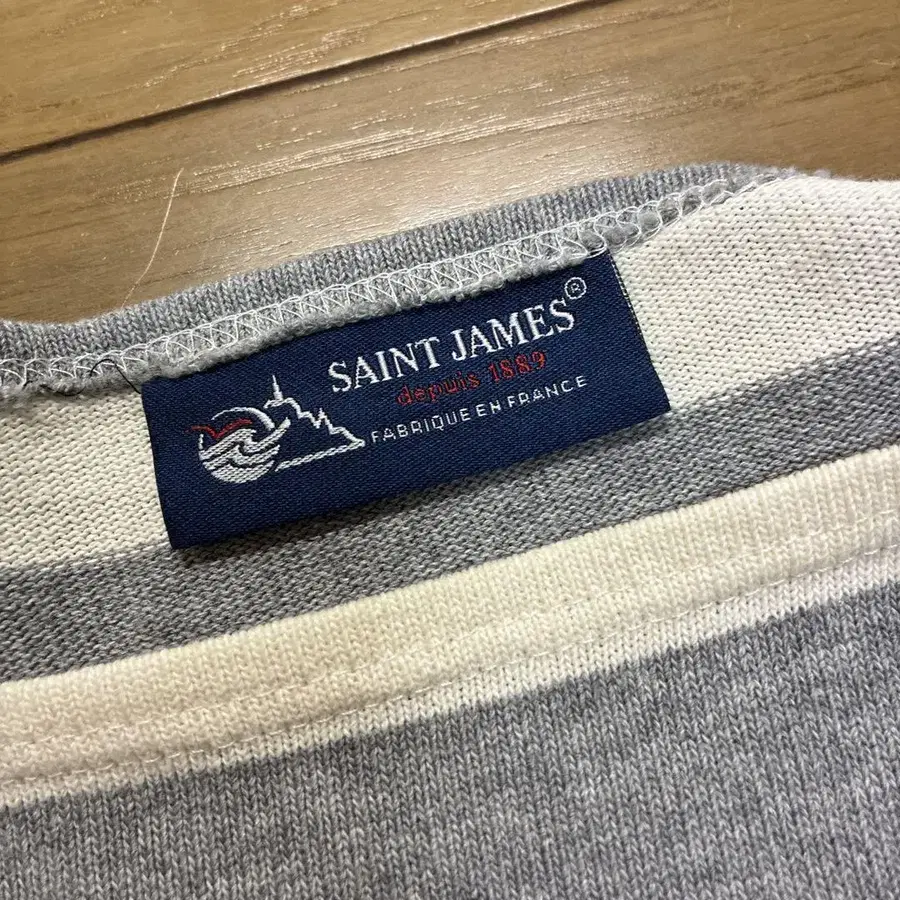 SAINT JAMES®
depuis 1889
FABRIQUE EN FRANCE